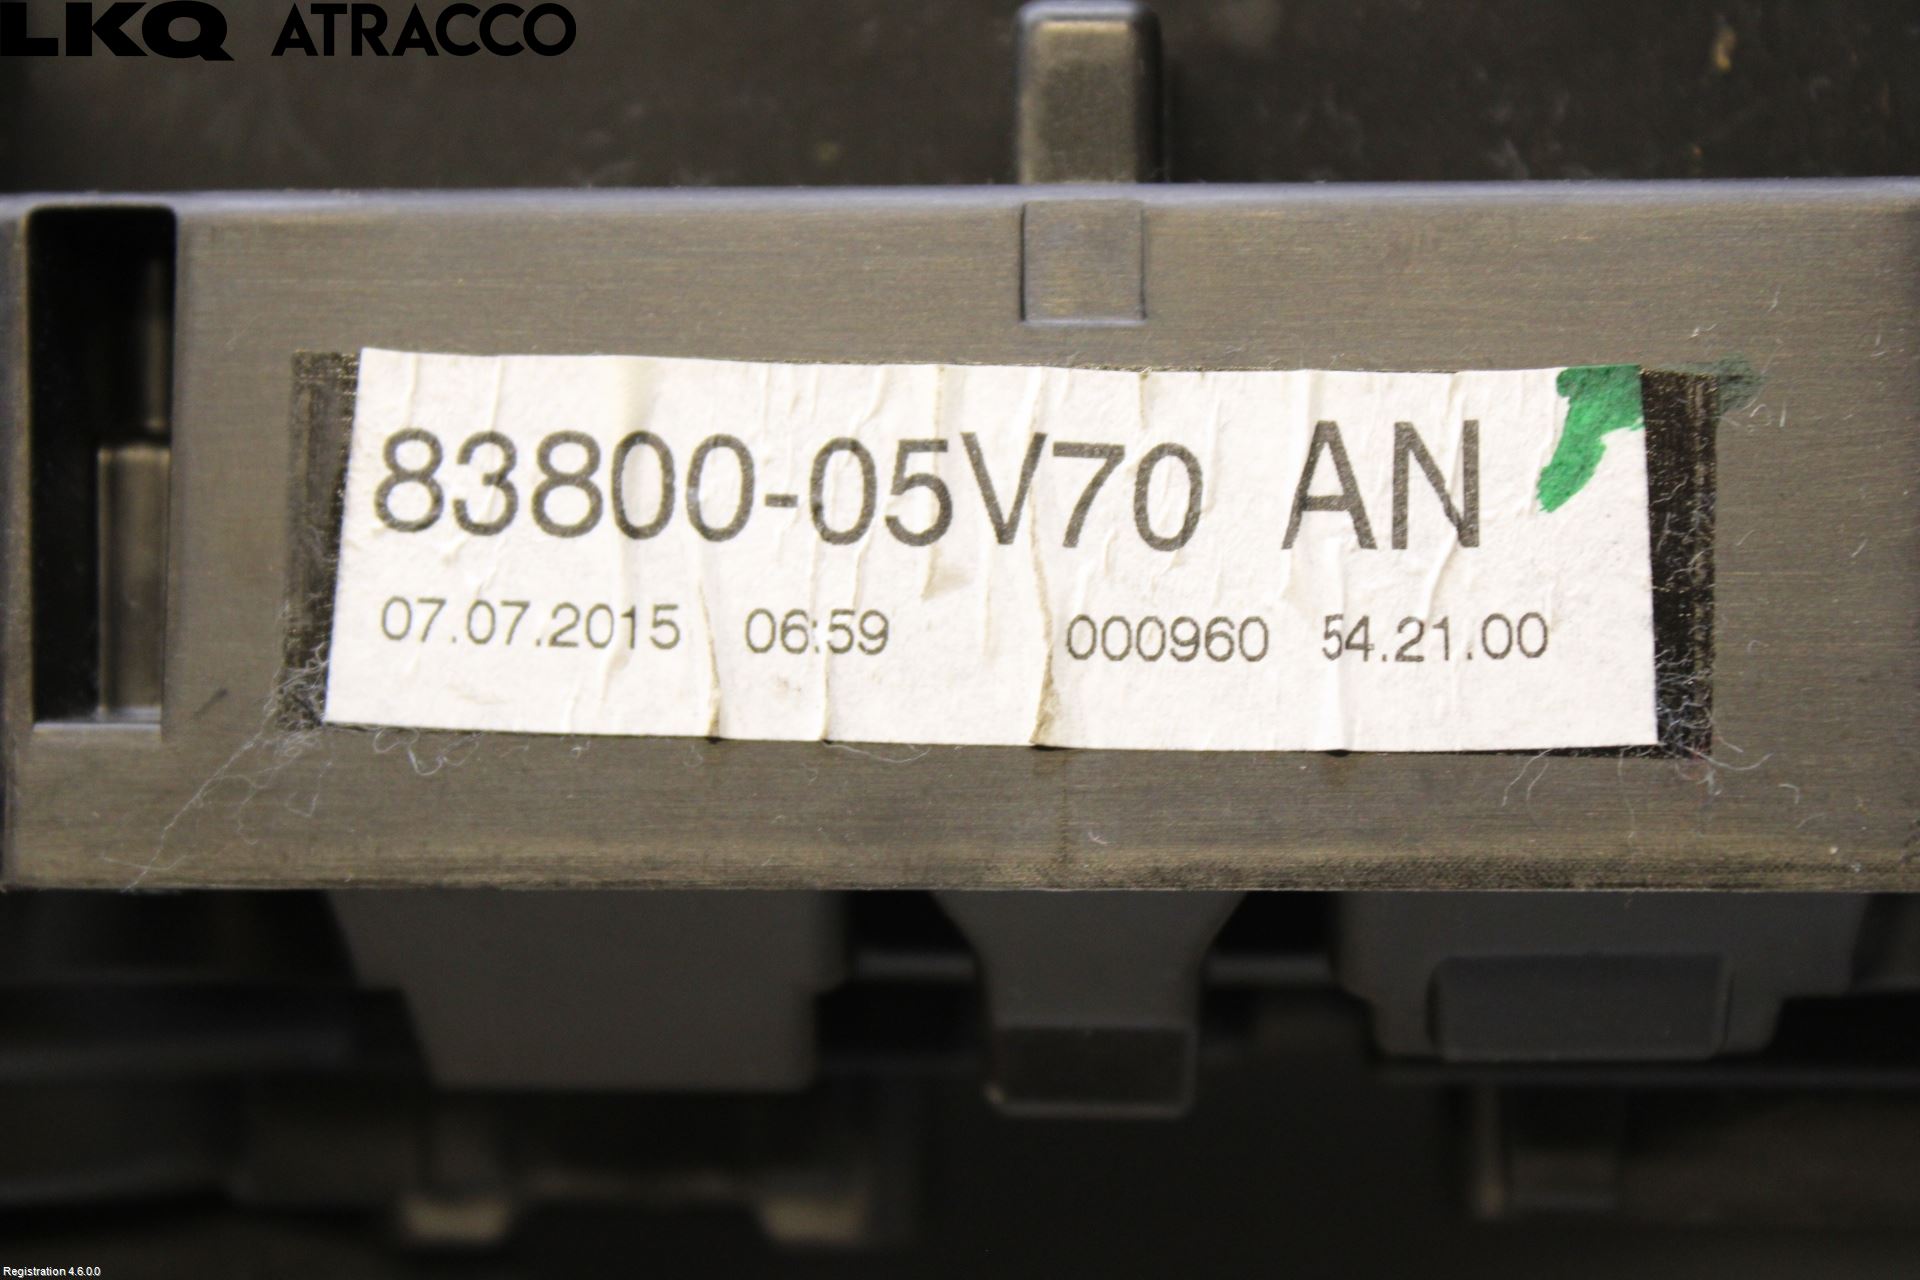 LKQ ATRACCO
83800-05V70 AN
07.07.2015 06:59 000960 54.21.00
Registration 4.6.0.0